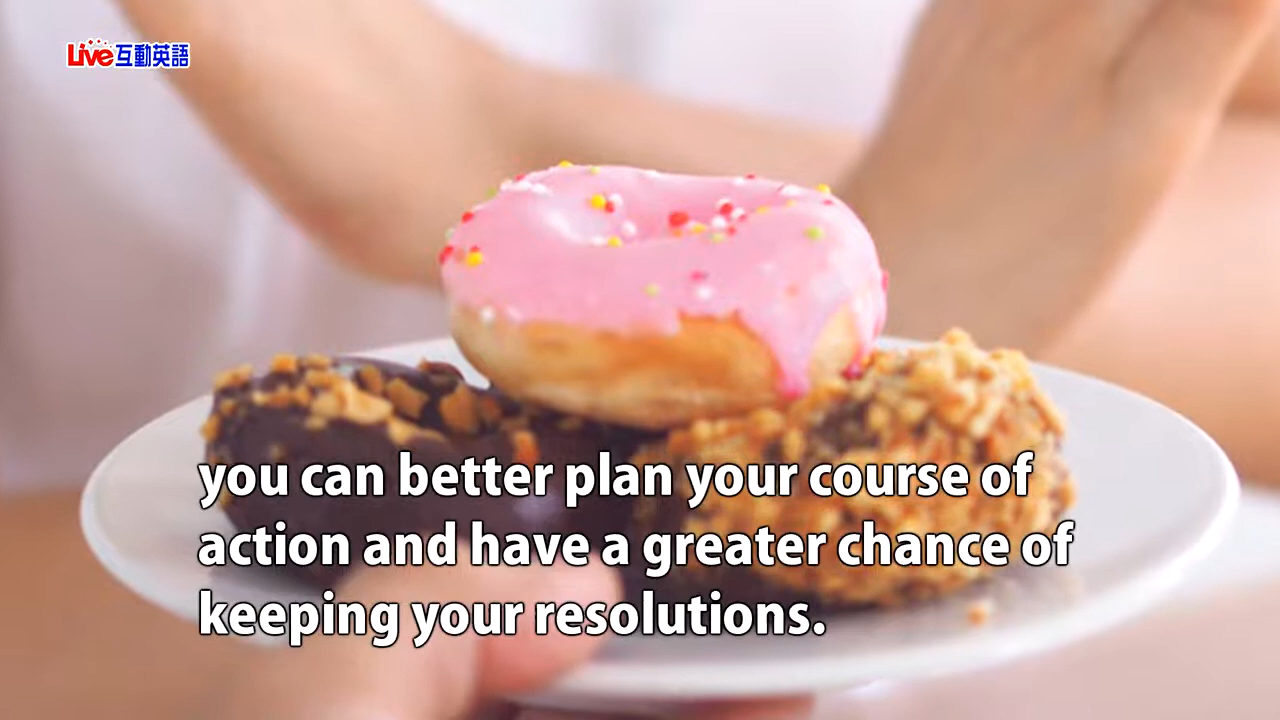 Live互動英語
you can better plan your course of
action and have a greater chance of
keeping your resolutions.